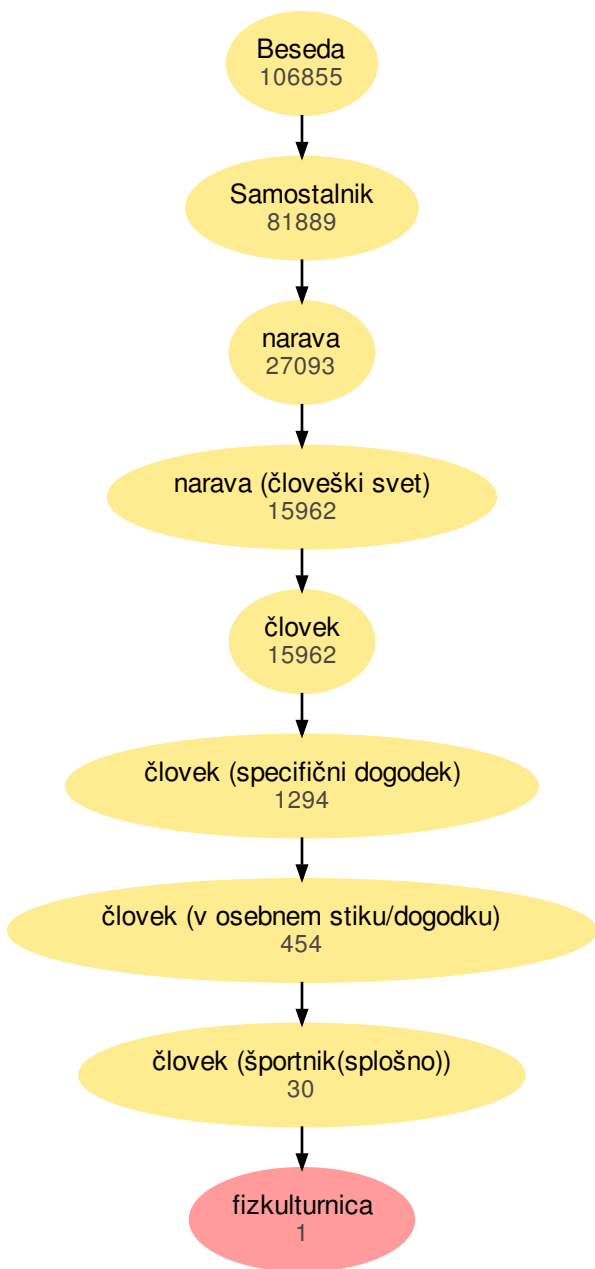 Beseda
106855
Samostalnik
81889
narava
27093
narava (človeški svet)
15962
človek
15962
človek (specifični dogodek)
1294
človek (v osebnem stiku/dogodku)
454
človek (športnik(splošno))
30
fizkulturnica
1